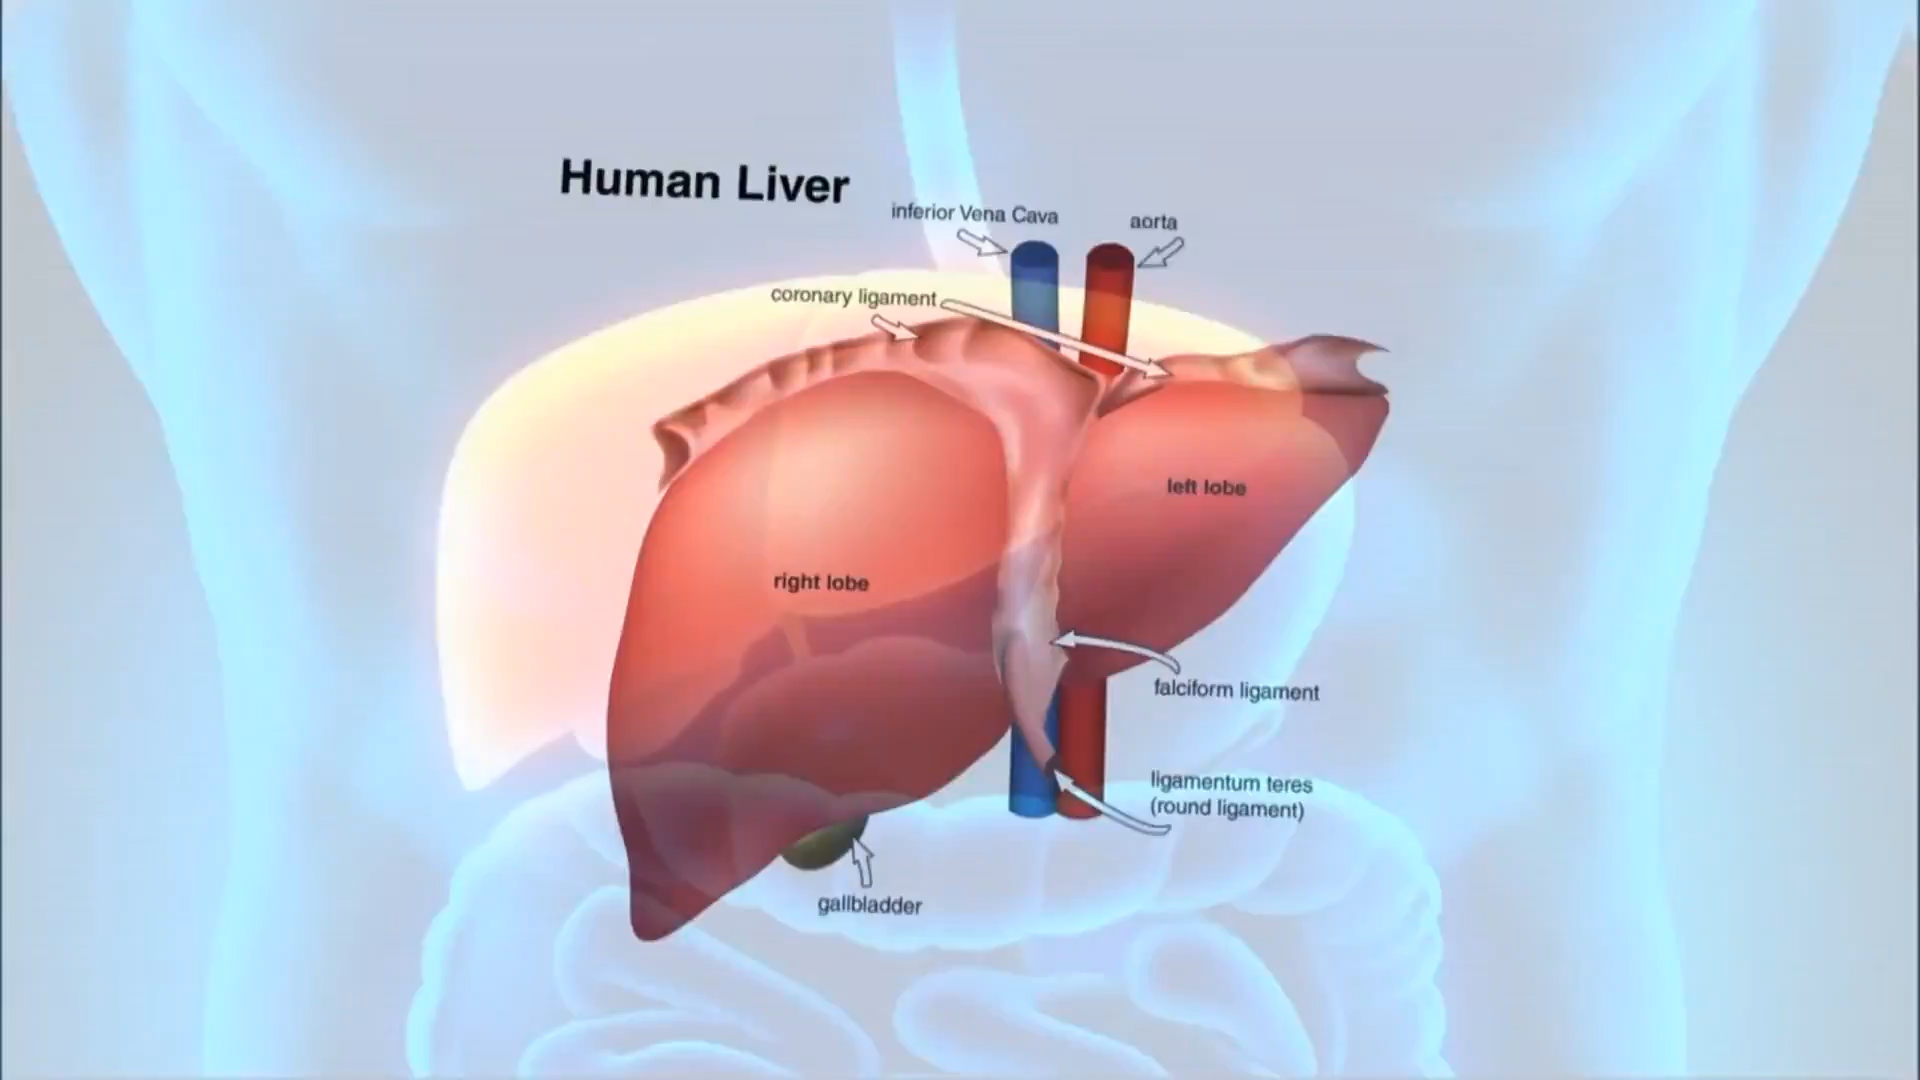 Human Liver
inferior Vena Cava
aorta
coronary ligament
left lobe
right lobe
falciform ligament
ligamentum teres
(round ligament)
gallbladder